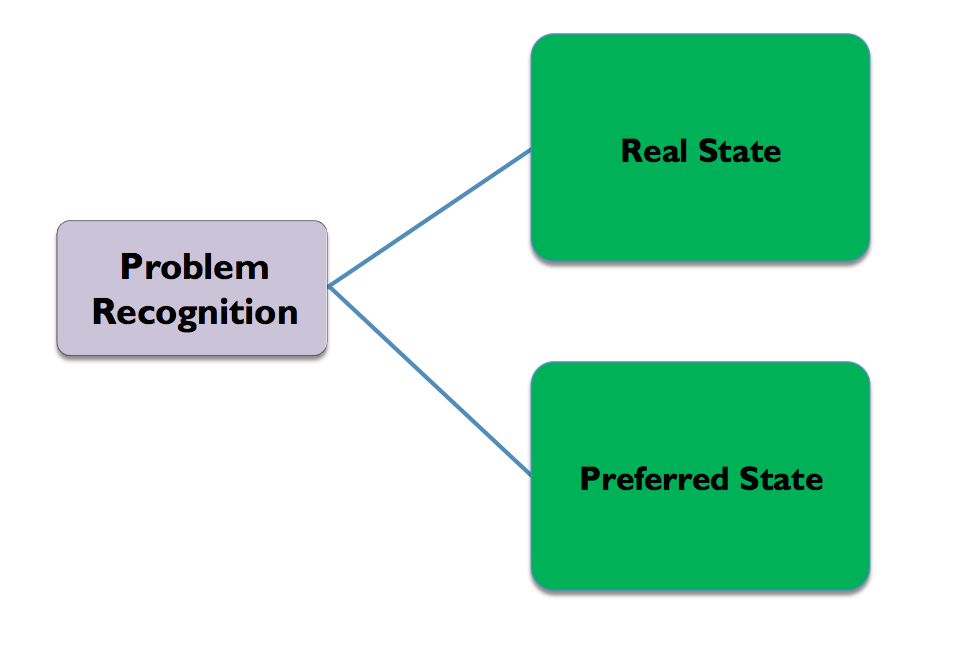 Real State
Problem
Recognition
Preferred State